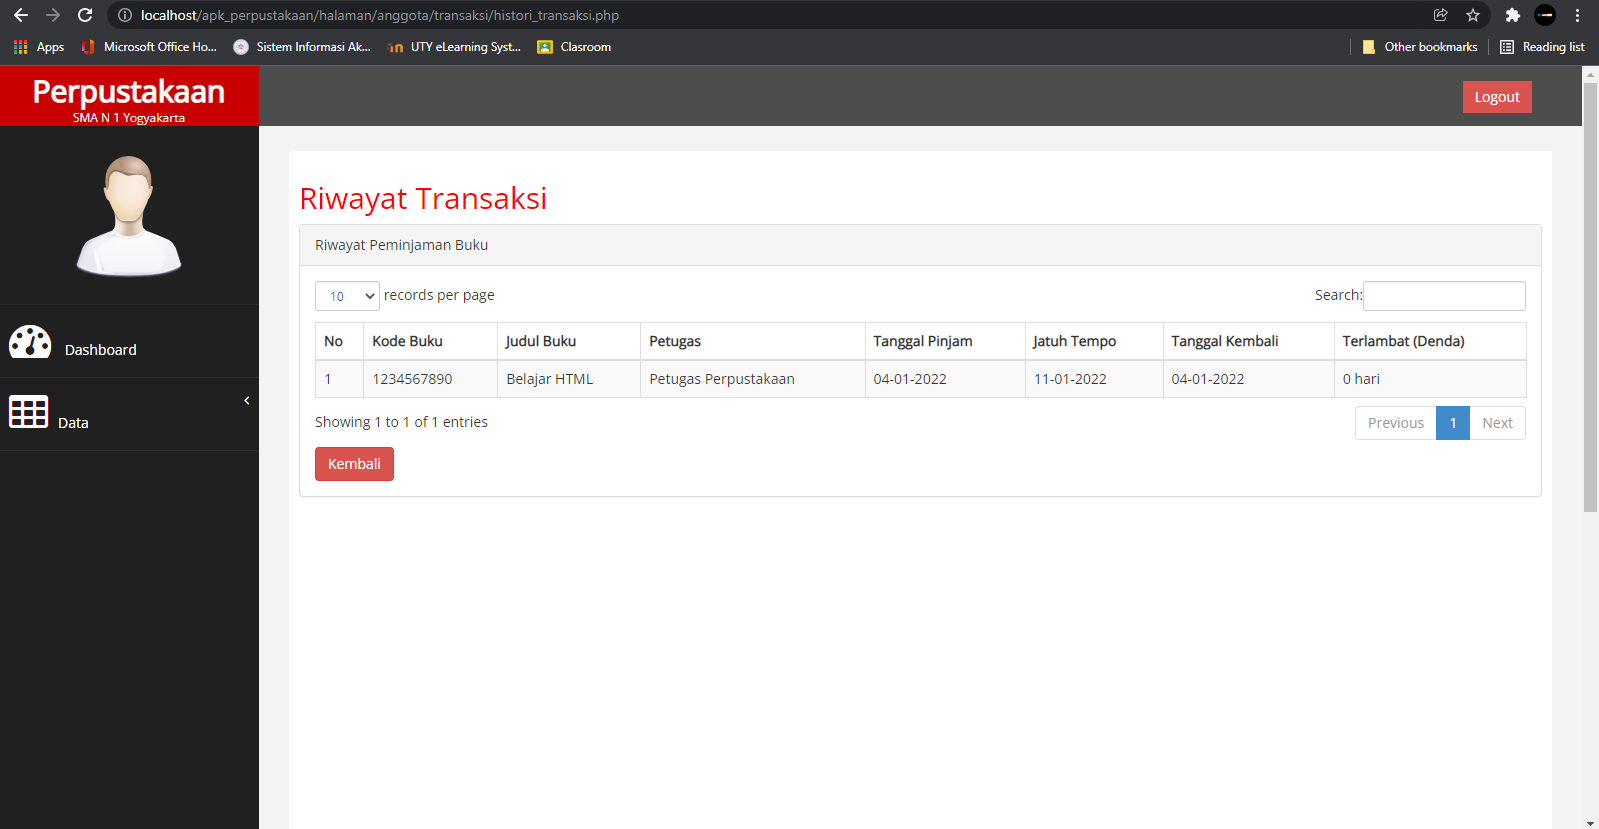 localhost/apk_perpustakaan/halaman/anggota/transaksi/histori_transaksi.php
Apps Microsoft Office Ho... Sistem Informasi Ak... UTY eLearning Syst... Clasroom Other bookmarks Reading list
Perpustakaan
SMA N 1 Yogyakarta
Logout
Dashboard
Data
Riwayat Transaksi
Riwayat Peminjaman Buku
10 records per page Search:
No Kode Buku Judul Buku Petugas Tanggal Pinjam Jatuh Tempo Tanggal Kembali Terlambat (Denda)
1 1234567890 Belajar HTML Petugas Perpustakaan 04-01-2022 11-01-2022 04-01-2022 0 hari
Showing 1 to 1 of 1 entries Previous 1 Next
Kembali